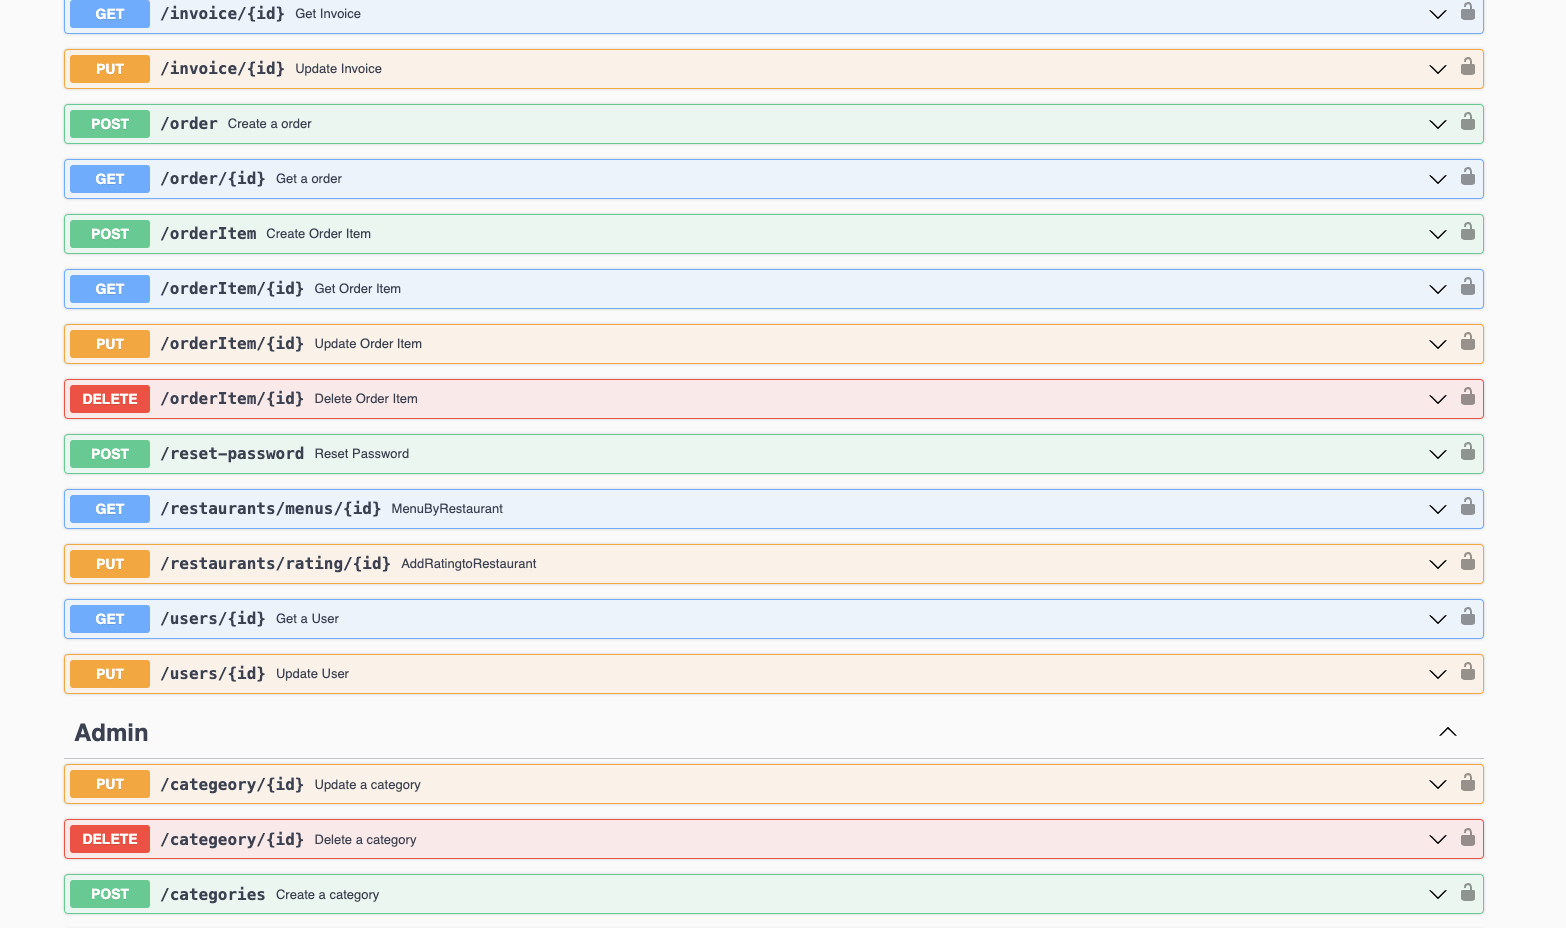 GET /invoice/{id} Get Invoice
PUT /invoice/{id} Update Invoice
POST /order Create a order
GET /order/{id} Get a order
POST /orderItem Create Order Item
GET /orderItem/{id} Get Order Item
PUT /orderItem/{id} Update Order Item
DELETE /orderItem/{id} Delete Order Item
POST /reset-password Reset Password
GET /restaurants/menus/{id} MenuByRestaurant
PUT /restaurants/rating/{id} AddRatingtoRestaurant
GET /users/{id} Get a User
PUT /users/{id} Update User
Admin
PUT /categeory/{id} Update a category
DELETE /categeory/{id} Delete a category
POST /categories Create a category